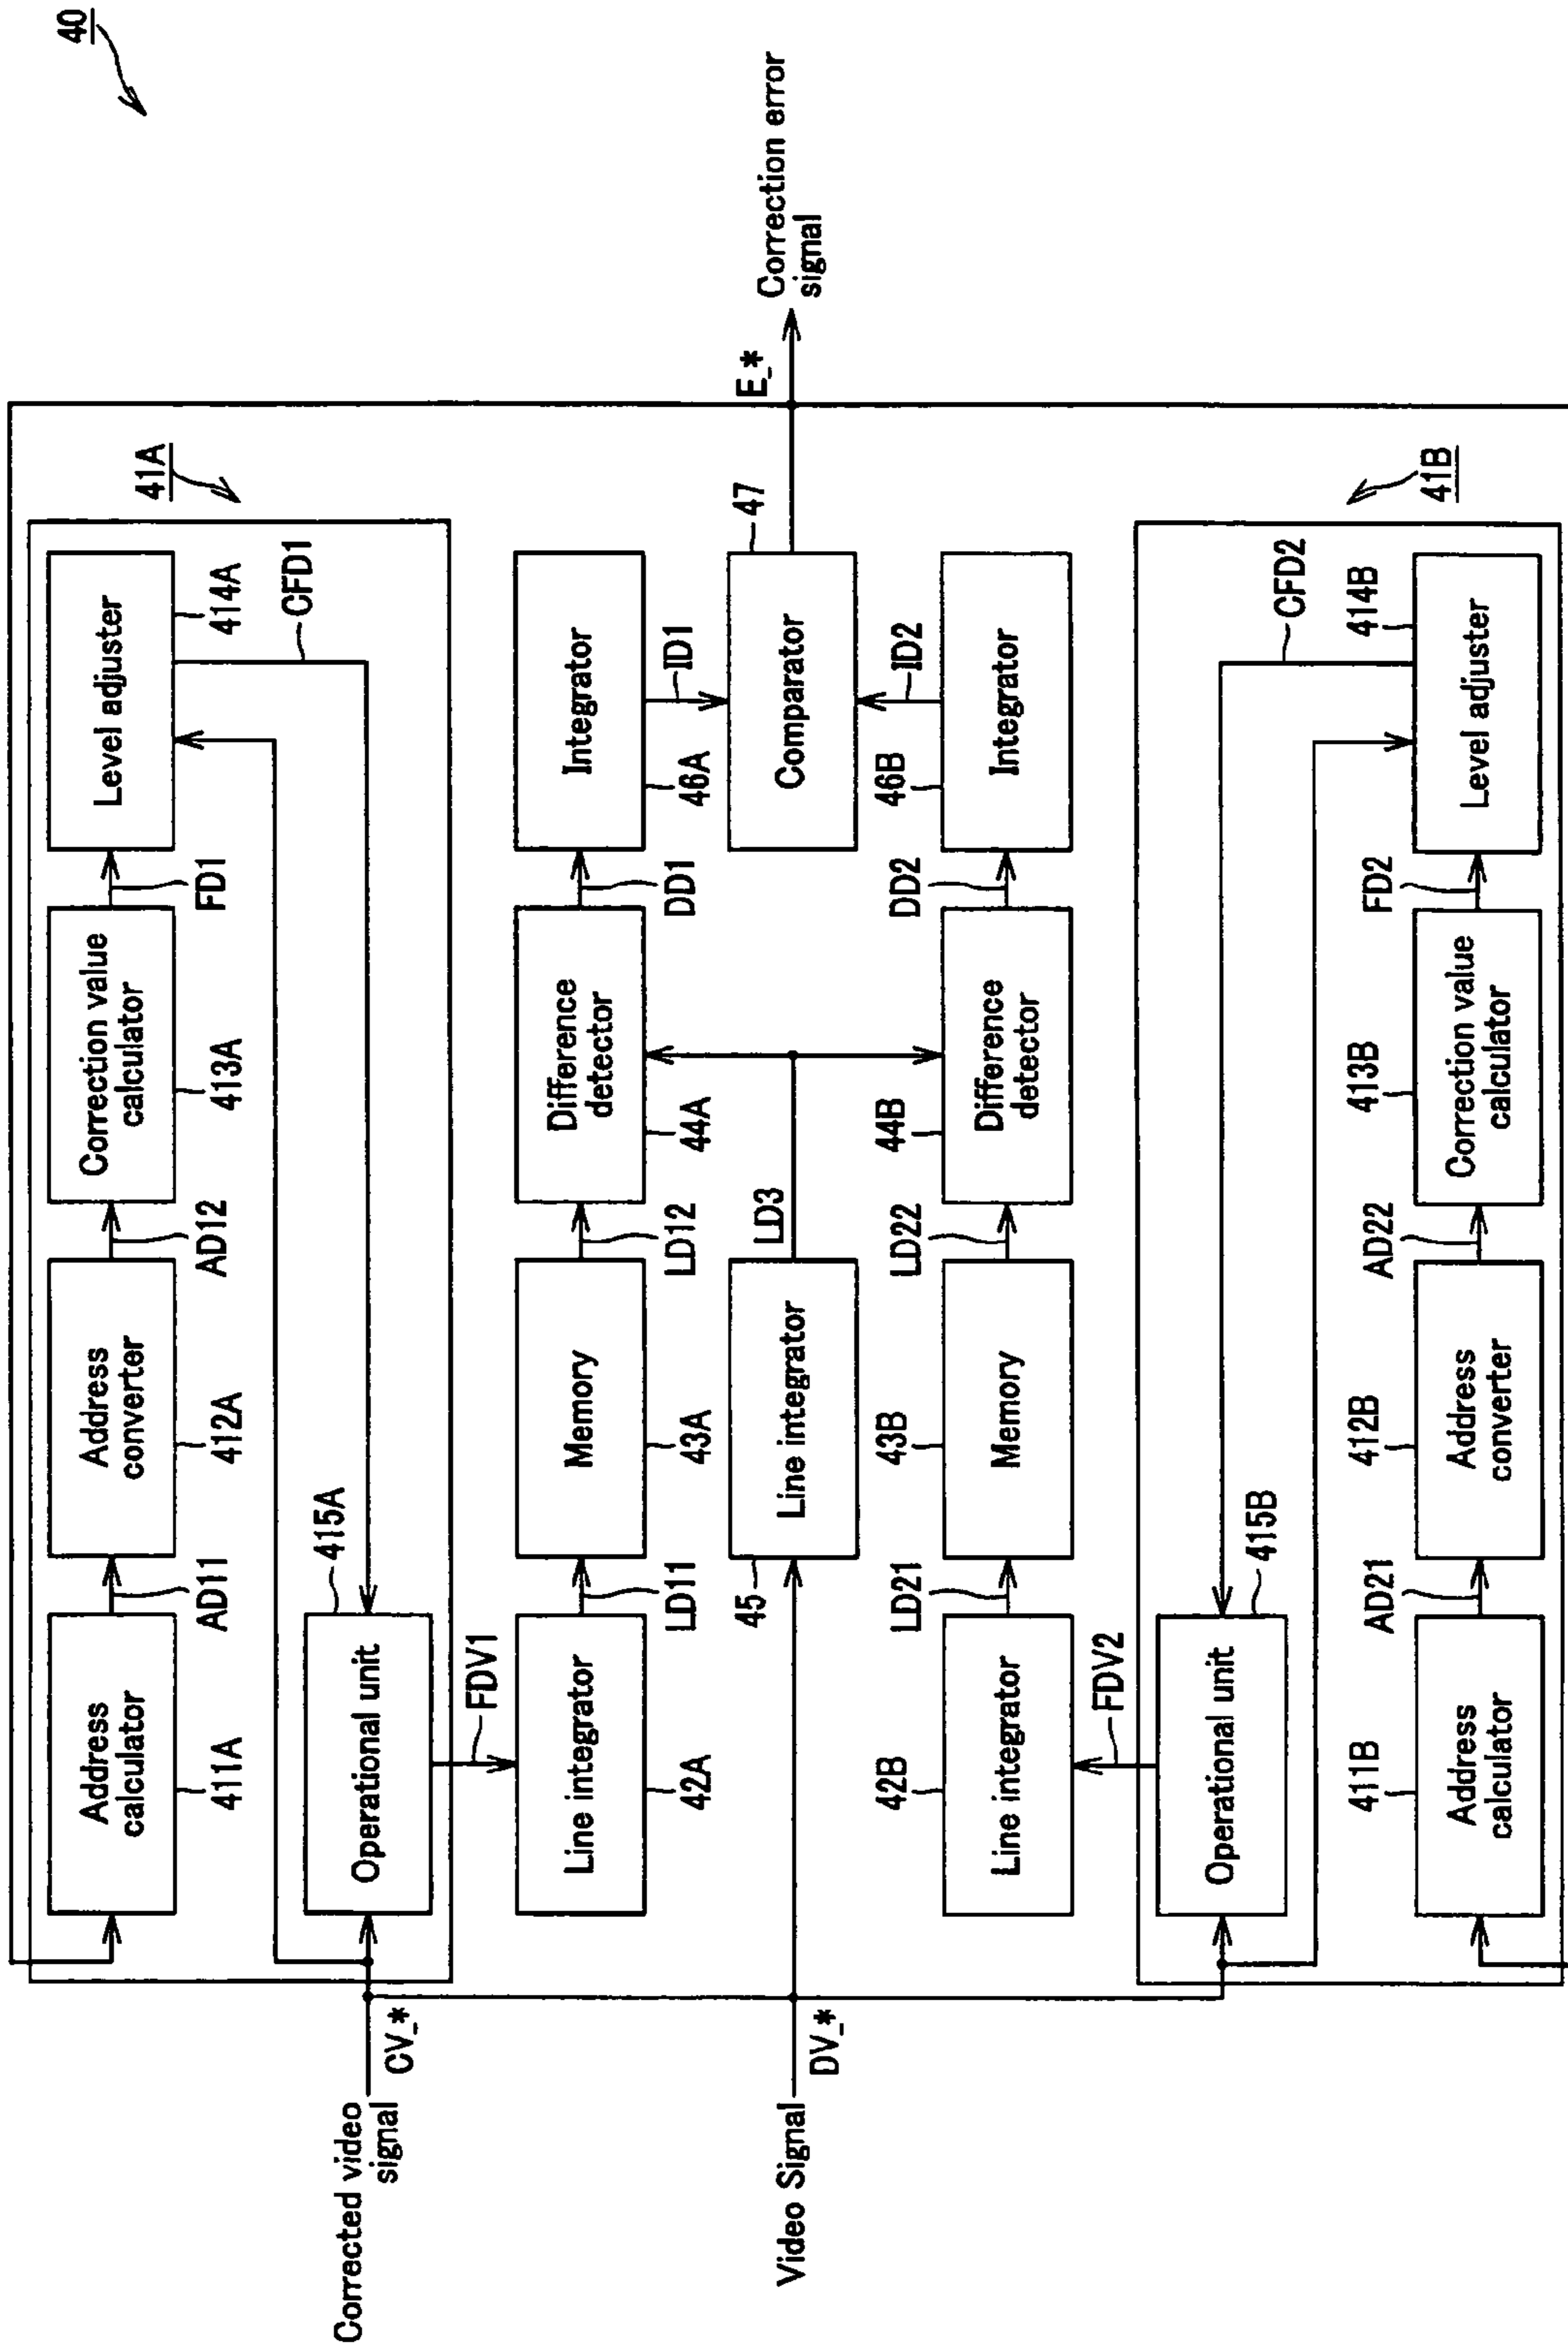 40
41A
Address
calculator
411A
AD11
Address
converter
412A
AD12
Correction value
calculator
413A
FD1
Level adjuster
414A
CFD1
Corrected video
signal
CV_*
Operational unit
415A
FDV1
Line integrator
42A
LD11
Memory
43A
LD12
Difference
detector
44A
DD1
Integrator
46A
ID1
Video Signal
DV_*
Line integrator
45
LD3
Comparator
47
E_*
Correction error
signal
Line integrator
42B
LD21
Memory
43B
LD22
Difference
detector
44B
DD2
Integrator
46B
ID2
FDV2
Operational unit
415B
CFD2
41B
Address
calculator
411B
AD21
Address
converter
412B
AD22
Correction value
calculator
413B
FD2
Level adjuster
414B